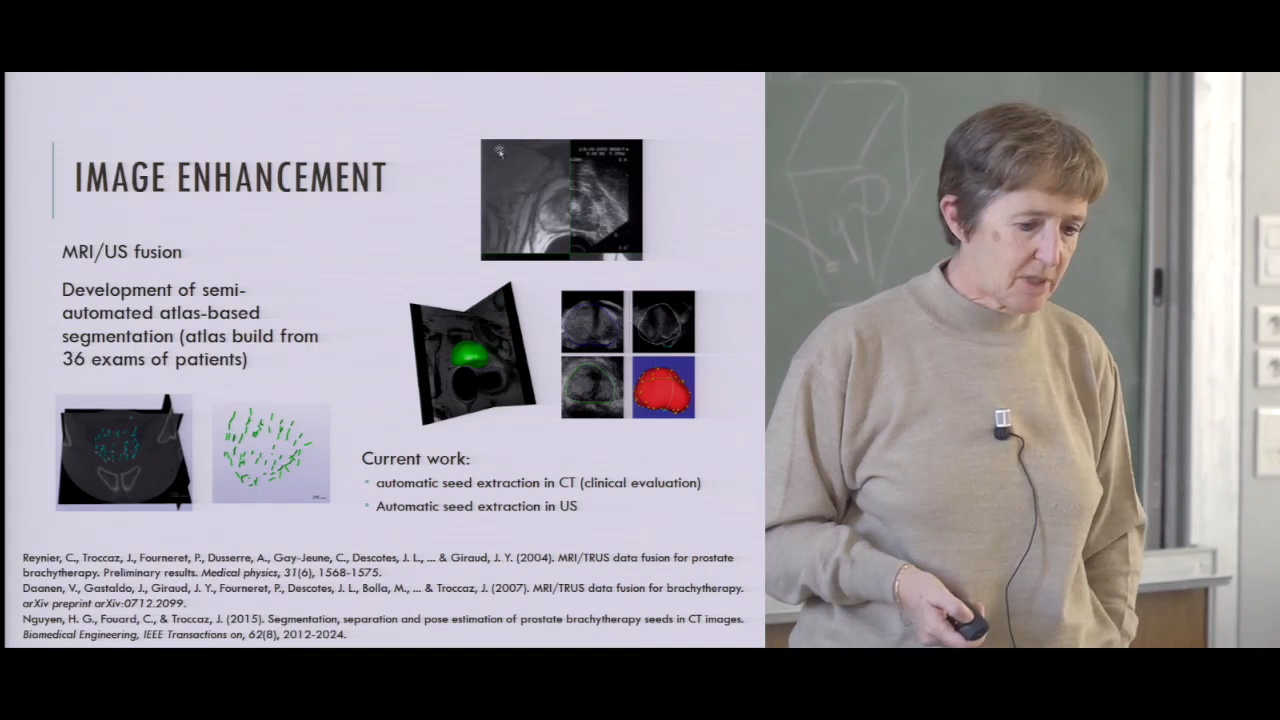 IMAGE ENHANCEMENT
MRI/US fusion
Development of semi-
automated atlas-based
segmentation (atlas build from
36 exams of patients)
Current work:
automatic seed extraction in CT (clinical evaluation)
Automatic seed extraction in US
Reynier, C., Troccaz, J., Fourneret, P., Dusserre, A., Gay-Jeune, C., Descotes, J. L., ... & Giraud, J. Y. (2004). MRI/TRUS data fusion for prostate
brachytherapy. Preliminary results. Medical physics, 31(6), 1568-1575.
Daanen, V., Gastaldo, J., Giraud, J. Y., Fourneret, P., Descotes, J. L., Bolla, M., ... & Troccaz, J. (2007). MRI/TRUS data fusion for brachytherapy.
arXiv preprint arXiv:0712.2099.
Nguyen, H. G., Fouard, C., & Troccaz, J. (2015). Segmentation, separation and pose estimation of prostate brachytherapy seeds in CT images.
Biomedical Engineering, IEEE Transactions on, 62(8), 2012-2024.